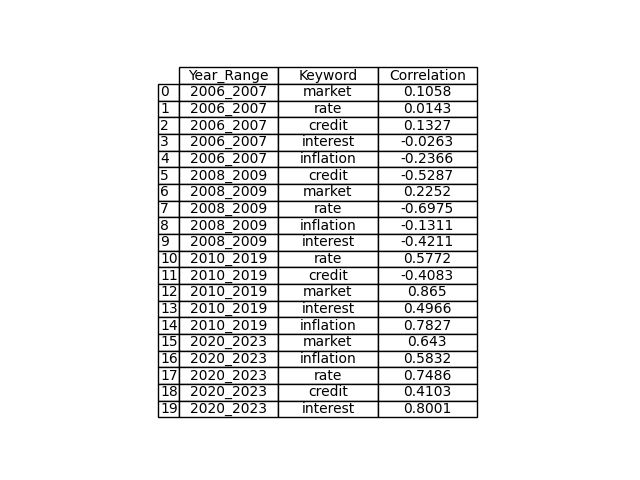 Year_Range Keyword Correlation
0 2006_2007 market 0.1058
1 2006_2007 rate 0.0143
2 2006_2007 credit 0.1327
3 2006_2007 interest -0.0263
4 2006_2007 inflation -0.2366
5 2008_2009 credit -0.5287
6 2008_2009 market 0.2252
7 2008_2009 rate -0.6975
8 2008_2009 inflation -0.1311
9 2008_2009 interest -0.4211
10 2010_2019 rate 0.5772
11 2010_2019 credit -0.4083
12 2010_2019 market 0.865
13 2010_2019 interest 0.4966
14 2010_2019 inflation 0.7827
15 2020_2023 market 0.643
16 2020_2023 inflation 0.5832
17 2020_2023 rate 0.7486
18 2020_2023 credit 0.4103
19 2020_2023 interest 0.8001